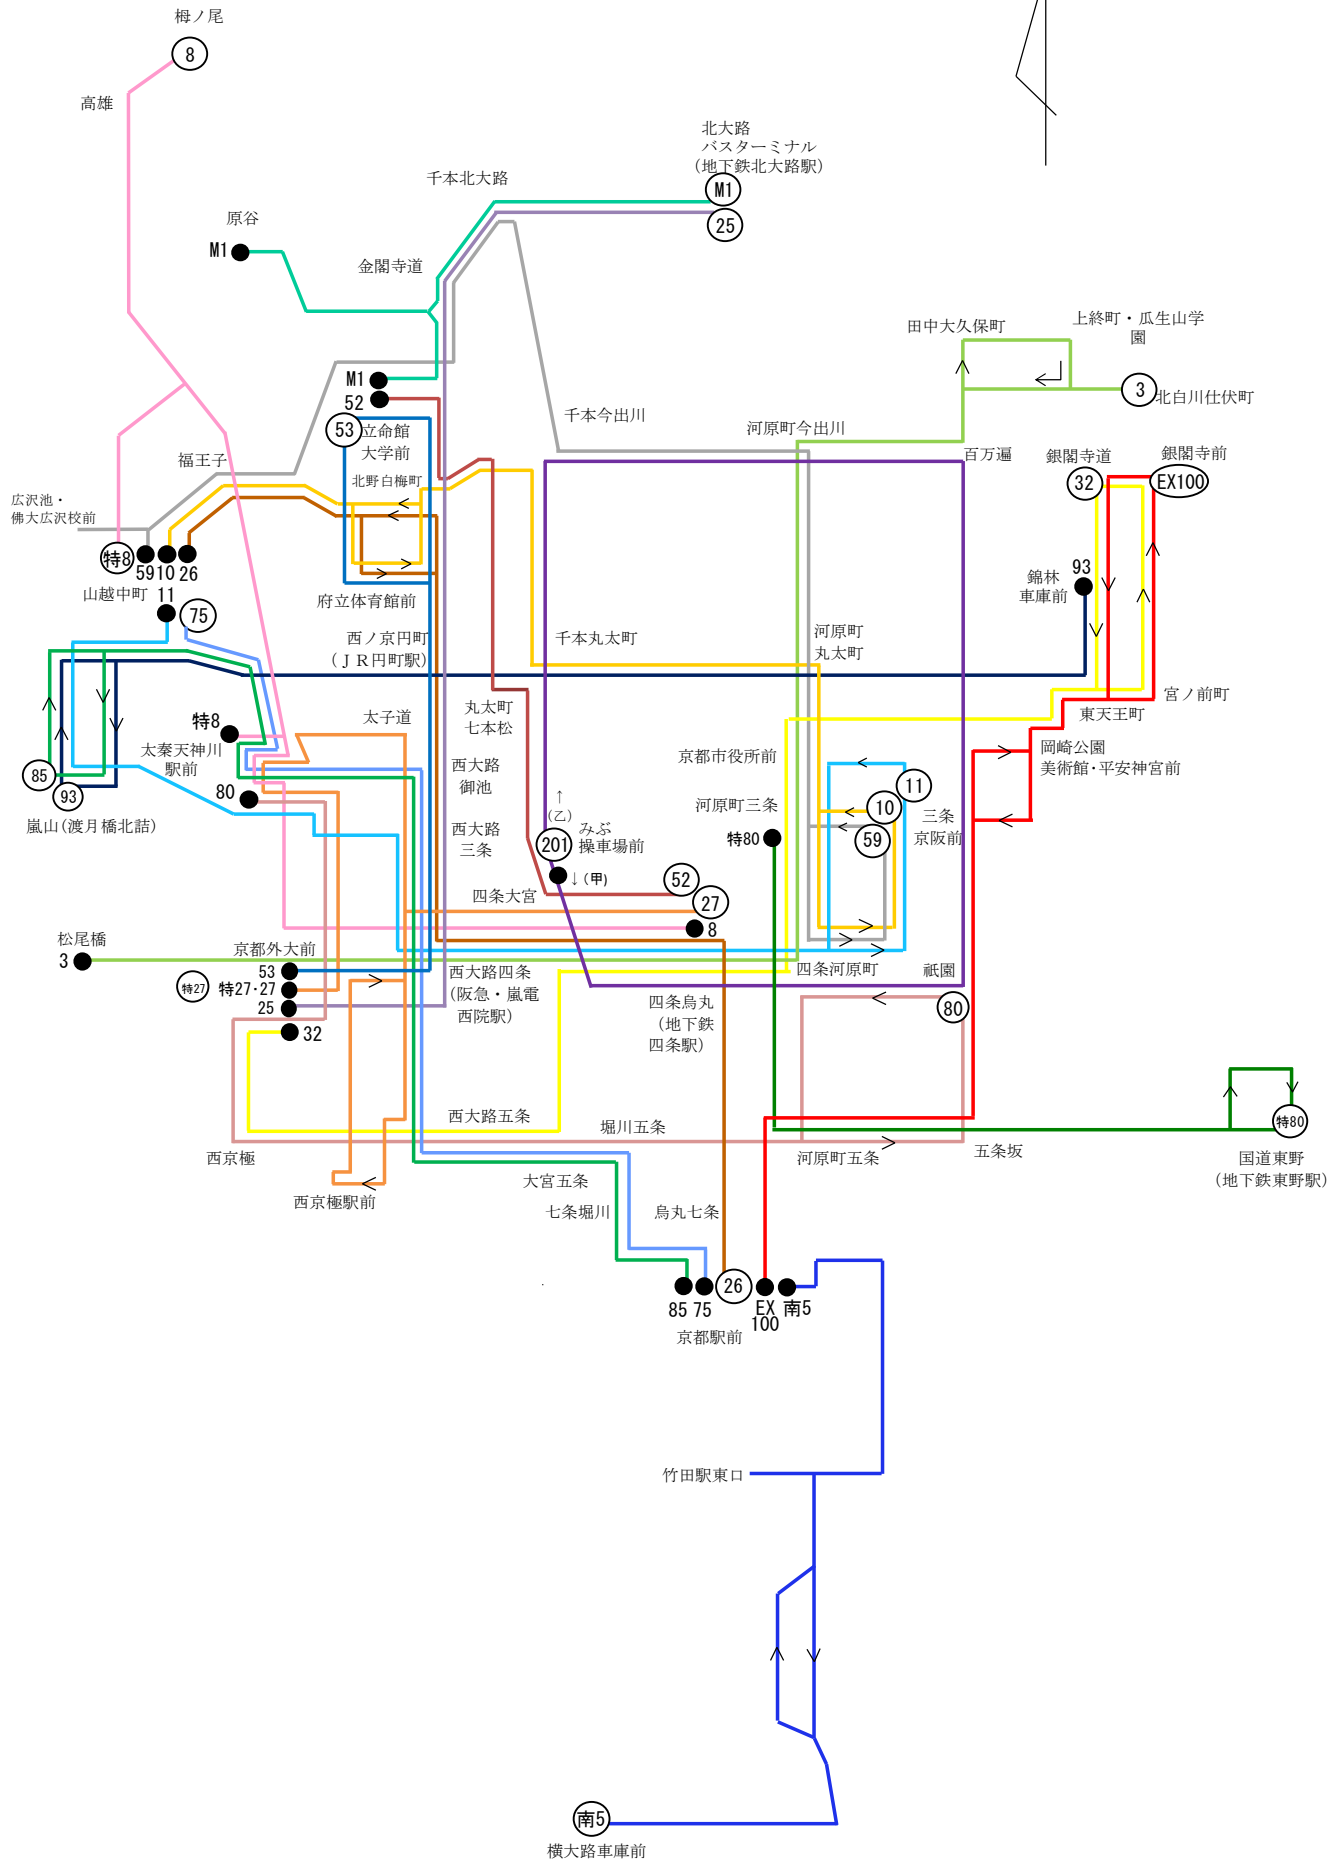 栂ノ尾
8
高雄
北大路
バスターミナル
(地下鉄北大路駅)
M1
25
千本北大路
原谷
M1
金閣寺道
田中大久保町
上終町・瓜生山学
園
3
北白川仕伏町
M1
52
53
立命館
大学前
千本今出川
河原町今出川
百万遍
銀閣寺道
32
銀閣寺前
EX100
福王子
北野白梅町
広沢池・
佛大広沢校前
特8
59
10
26
山越中町
11
75
93
錦林
車庫前
府立体育館前
西ノ京円町
(ＪＲ円町駅)
千本丸太町
河原町
丸太町
宮ノ前町
東天王町
丸太町
七本松
太子道
特8
太秦天神川
駅前
岡崎公園
美術館・平安神宮前
京都市役所前
西大路
御池
85
93
嵐山(渡月橋北詰)
80
11
10
59
三条
京阪前
河原町三条
特80
↑
(乙)
みぶ
操車場前
201
↓(甲)
西大路
三条
52
27
8
四条大宮
松尾橋
3
京都外大前
53
特27
特27・27
25
32
西大路四条
(阪急・嵐電
西院駅)
四条河原町
祇園
四条烏丸
(地下鉄
四条駅)
80
西大路五条
堀川五条
河原町五条
五条坂
特80
国道東野
(地下鉄東野駅)
西京極
西京極駅前
大宮五条
七条堀川
烏丸七条
85
75
26
EX
100
南5
京都駅前
竹田駅東口
南5
横大路車庫前